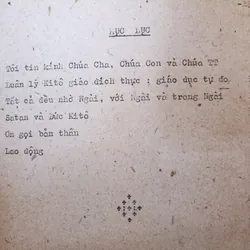 LỤC LỤC
Tôi tin kính Chúa Cha, Chúa Con và Chúa TT
Luân lý Kitô giáo đích thực : giáo dục tự do
Tất cả đều nhờ Ngài, với Ngài và trong Ngài
Satan và Đức Kitô
Ơn gọi bản thân
Lao động